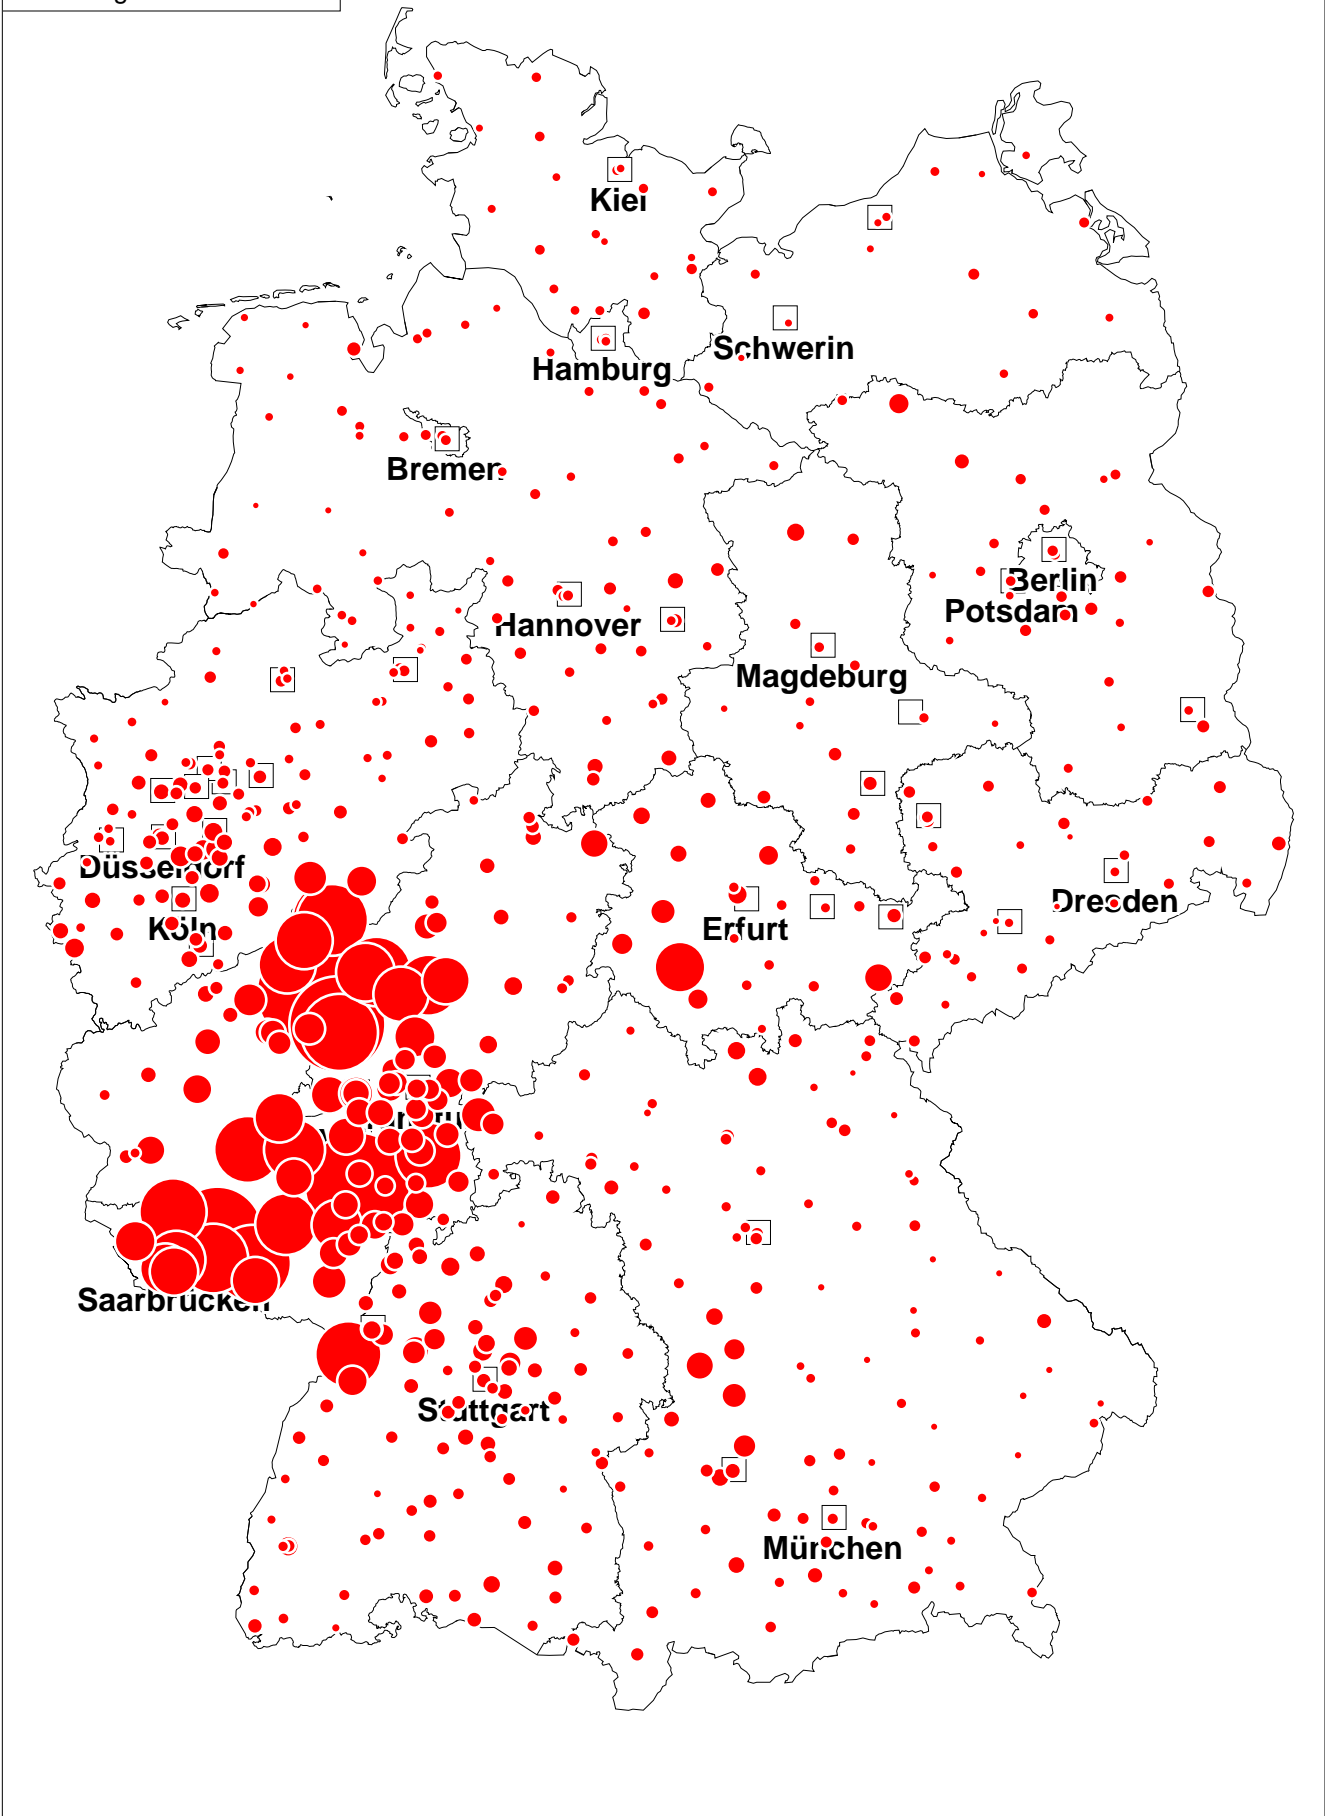 Kiel
Schwerin
Hamburg
Bremen
Berlin
Potsdam
Hannover
Magdeburg
Düsseldorf
Dresden
Köln
Erfurt
Saarbrücken
Stuttgart
München